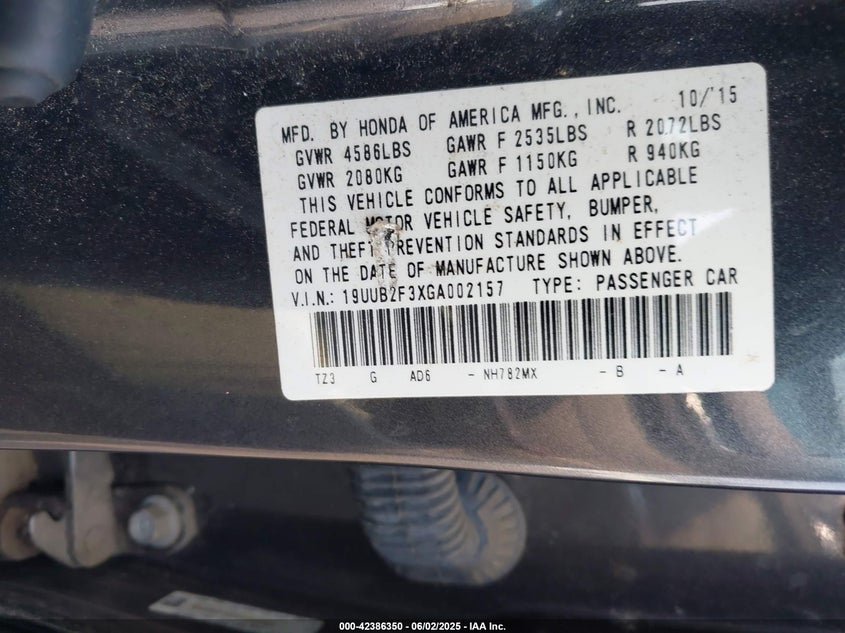 MFD. BY HONDA OF AMERICA MFG., INC. 10/'15
GVWR 4586LBS GAWR F 2535LBS R 2072LBS
GVWR 2080KG GAWR F 1150KG R 940KG
THIS VEHICLE CONFORMS TO ALL APPLICABLE
FEDERAL MOTOR VEHICLE SAFETY, BUMPER,
AND THEFT PREVENTION STANDARDS IN EFFECT
ON THE DATE OF MANUFACTURE SHOWN ABOVE.
V.I.N.: 19UUB2F3XGA002157 TYPE: PASSENGER CAR
TZ3 G AD6 - NH782MX - B - A
000-42386350 | 06/02/2025 - IAA Inc.